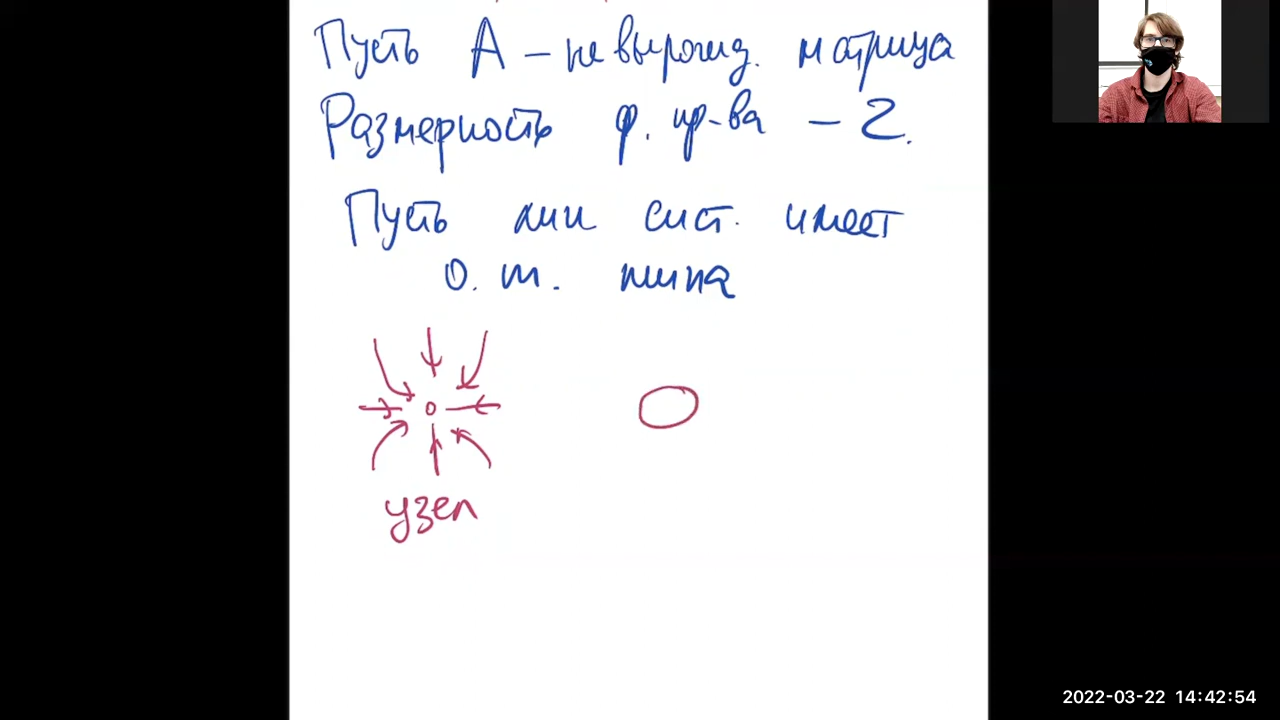 Пусть A – невырожд. матрица
Размерность ф. пр-ва – 2.
Пусть лин сист. имеет
о. т. типа
узел
2022-03-22 14:42:54